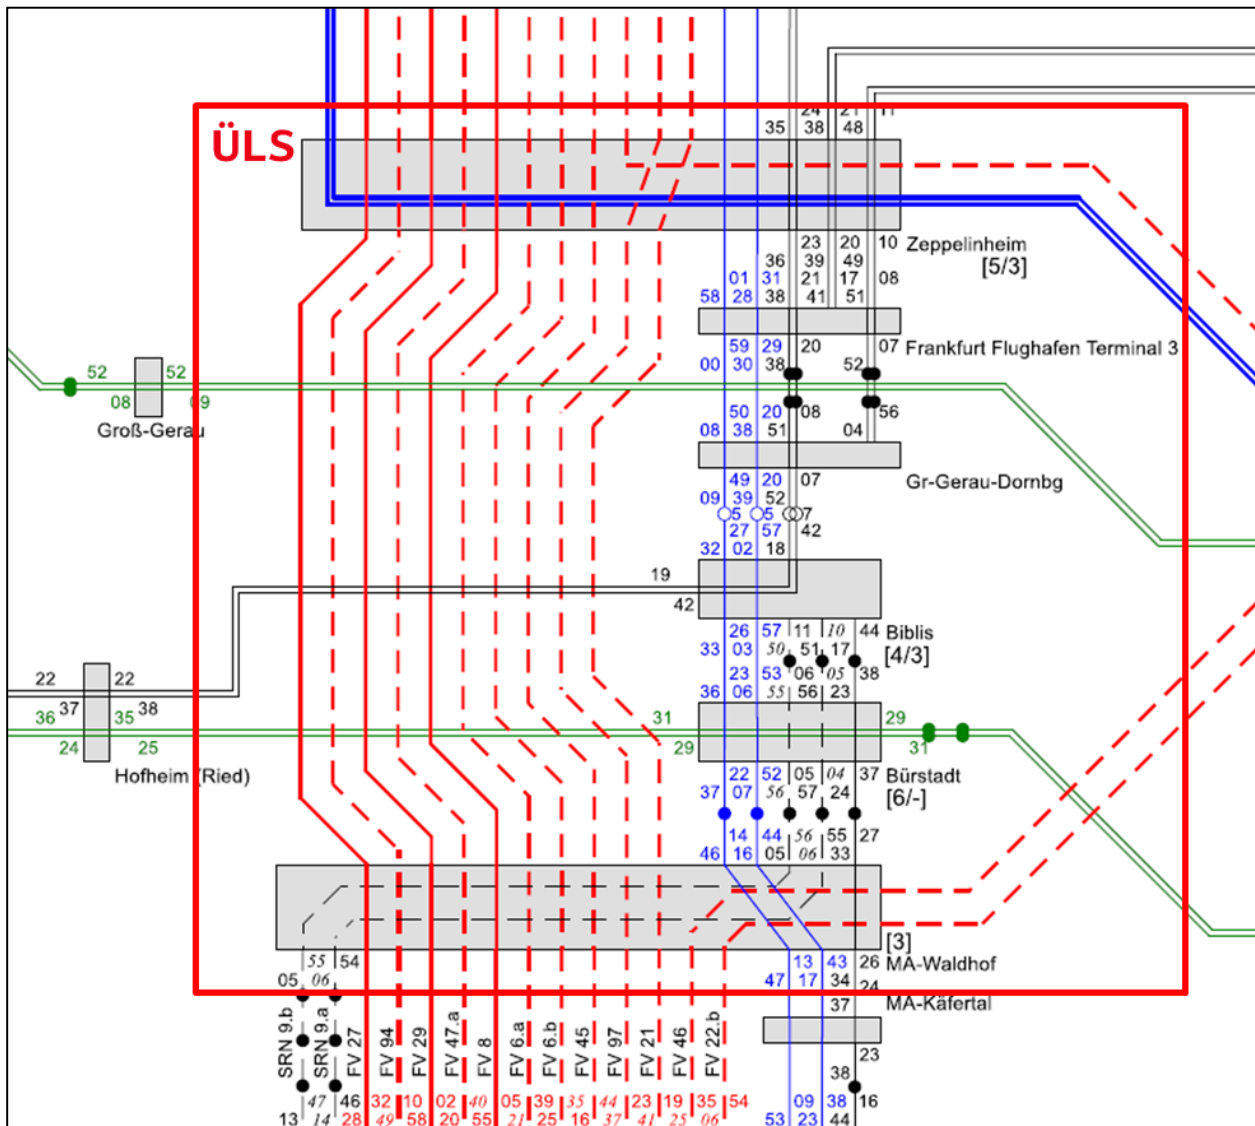 24 21 11
35 38 48
ÜLS
23 20 10 Zeppelinheim
36 39 49 [5/3]
01 31 21 17 08
58 28 38 41 51
59 29 20 07 Frankfurt Flughafen Terminal 3
00 30 38 52
52 52
08 09
Groß-Gerau
50 20 08 56
08 38 51 04
49 20 07 Gr-Gerau-Dornbg
09 39 52
5 5 7
27 57 42
32 02 18
19
42
26 57 11 10 44 Biblis
33 03 50 51 17 [4/3]
23 53 06 05 38
36 06 55 56 23
22 22
37 38
36 35 31 29
24 25 29 31
Hofheim (Ried)
22 52 05 04 37 Bürstadt
37 07 56 57 24 [6/-]
14 44 56 55 27
46 16 05 06 33
[3]
55 54 13 43 26 MA-Waldhof
05 06 47 17 34 24
37 MA-Käfertal
SRN 9.b
SRN 9.a
FV 27
FV 94
FV 29
FV 47.a
FV 8
FV 6.a
FV 6.b
FV 45
FV 97
FV 21
FV 46
FV 22.b
23
38
47 46 32 10 02 40 05 39 35 44 23 19 35 54 09 38 16
13 14 28 49 58 20 55 21 25 16 37 41 25 06 53 23 44